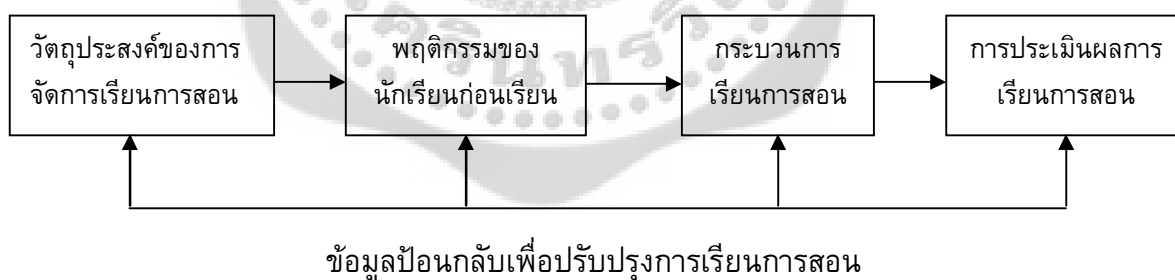 วัตถุประสงค์ของการ
จัดการเรียนการสอน
พฤติกรรมของ
นักเรียนก่อนเรียน
กระบวนการ
เรียนการสอน
การประเมินผลการ
เรียนการสอน
ข้อมูลป้อนกลับเพื่อปรับปรุงการเรียนการสอน